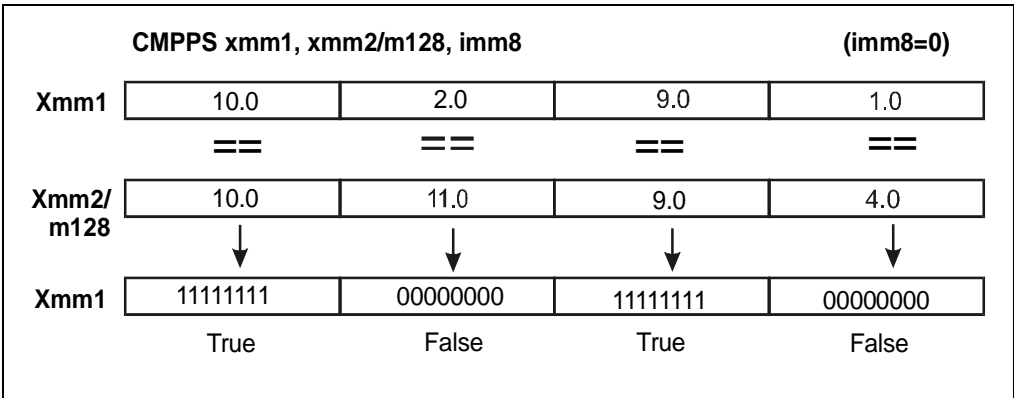 CMPPS xmm1, xmm2/m128, imm8 (imm8=0)
Xmm1 10.0 2.0 9.0 1.0
== == == ==
Xmm2/ 10.0 11.0 9.0 4.0
m128
Xmm1 11111111 00000000 11111111 00000000
True False True False